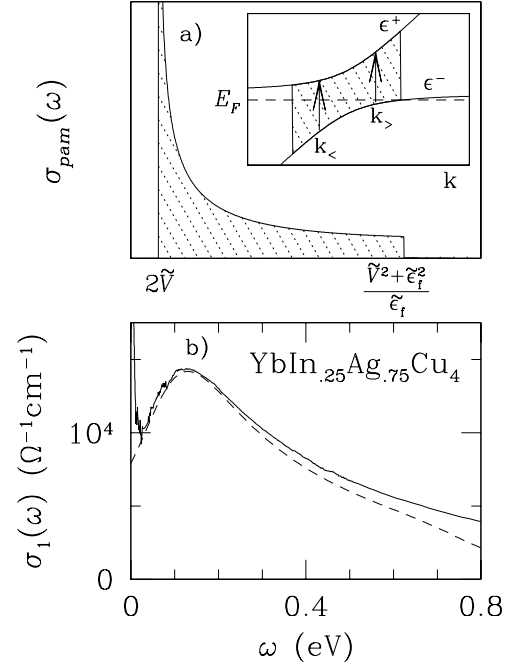 a)
ϵ⁺
ϵ⁻
E_F
k_>
k_<
k
σ_pam(ω)
2Ṽ
Ṽ²+ϵ̃_f²
ϵ̃_f
b)
YbIn.25Ag.75Cu4
10⁴
σ₁(ω) (Ω⁻¹cm⁻¹)
0
0 0.4 0.8
ω (eV)